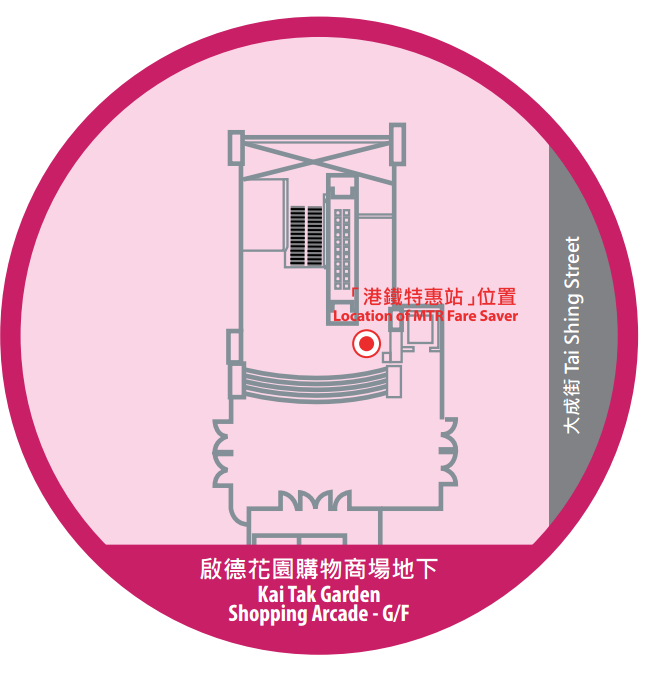 「港鐵特惠站」位置
Location of MTR Fare Saver
大成街 Tai Shing Street
啟德花園購物商場地下
Kai Tak Garden
Shopping Arcade - G/F